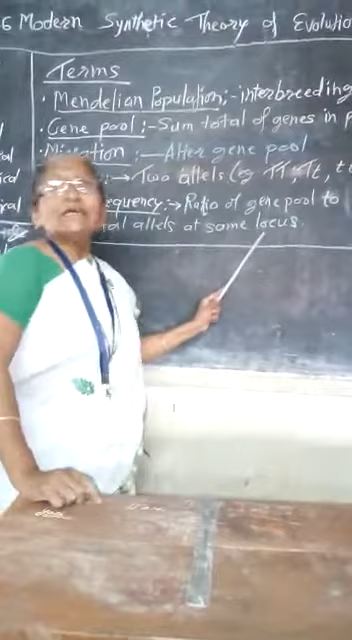 6 Modern Synthetic Theory of Evolution
Terms
• Mendelian Population:- interbreeding
• Gene pool:- Sum total of genes in p
• Migration:— Alter gene pool
:→ Two allels (eg TT, Tt, t
equency:→ Ratio of gene pool to
tal allels at same locus.